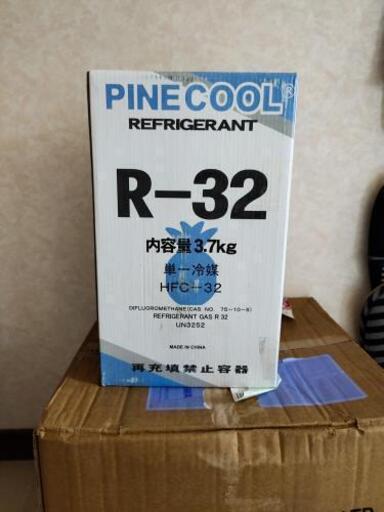 PINECOOL®
REFRIGERANT
R-32
内容量3.7kg
単一冷媒
HFC-32
DIFLUOROMETHANE(CAS NO. 75-10-5)
REFRIGERANT GAS R 32
UN3252
MADE IN CHINA
再充填禁止容器